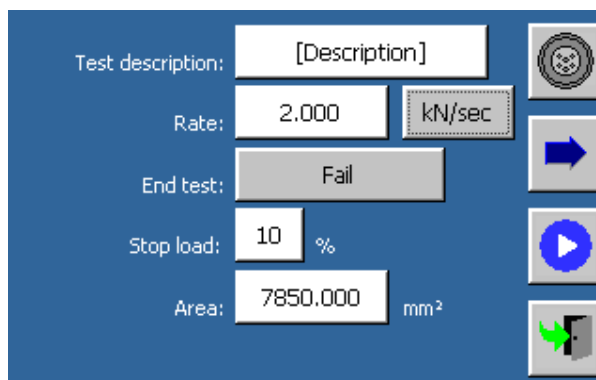 Test description: [Description]
Rate: 2.000 kN/sec
End test: Fail
Stop load: 10 %
Area: 7850.000 mm²